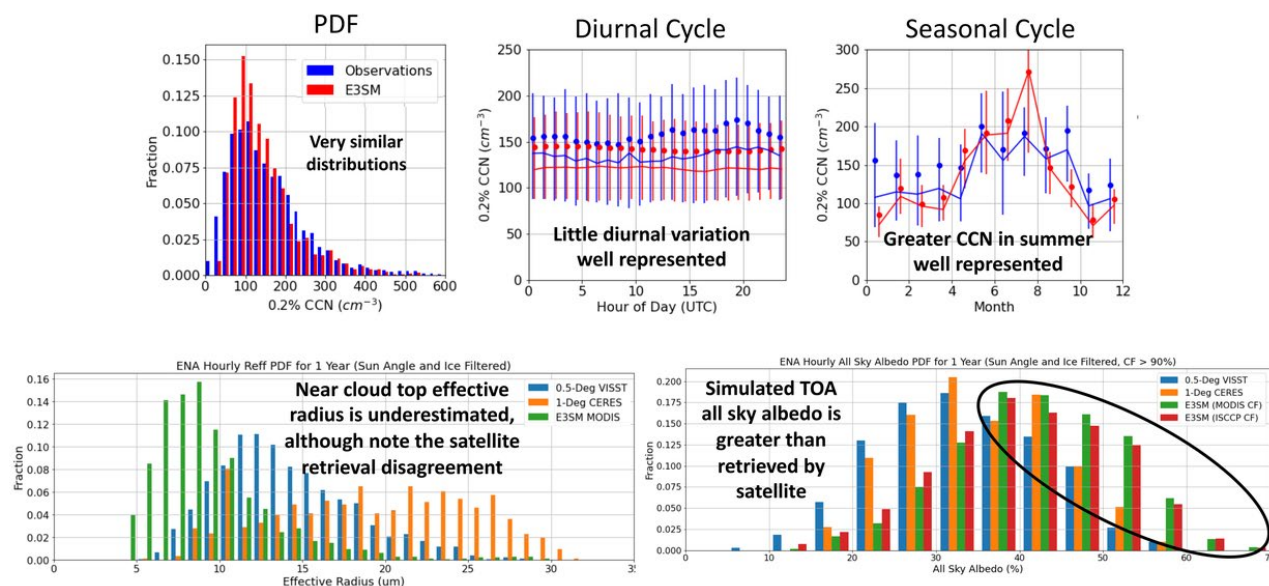 PDF
0.150
0.125
0.100
0.075
0.050
0.025
0.000
Fraction
Observations
E3SM
Very similar
distributions
0 100 200 300 400 500 600
0.2% CCN (cm⁻³)
Diurnal Cycle
250
200
150
100
50
0
0.2% CCN (cm⁻³)
Little diurnal variation
well represented
0 5 10 15 20
Hour of Day (UTC)
Seasonal Cycle
300
250
200
150
100
50
0
0.2% CCN (cm⁻³)
Greater CCN in summer
well represented
0 2 4 6 8 10 12
Month
ENA Hourly Reff PDF for 1 Year (Sun Angle and Ice Filtered)
0.16
0.14
0.12
0.10
0.08
0.06
0.04
0.02
0.00
Fraction
Near cloud top effective
radius is underestimated,
although note the satellite
retrieval disagreement
0.5-Deg VISST
1-Deg CERES
E3SM MODIS
0 5 10 15 20 25 30 35
Effective Radius (um)
ENA Hourly All Sky Albedo PDF for 1 Year (Sun Angle and Ice Filtered, CF > 90%)
0.200
0.175
0.150
0.125
0.100
0.075
0.050
0.025
0.000
Fraction
Simulated TOA
all sky albedo is
greater than
retrieved by
satellite
0.5-Deg VISST
1-Deg CERES
E3SM (MODIS CF)
E3SM (ISCCP CF)
0 10 20 30 40 50 60 70
All Sky Albedo (%)